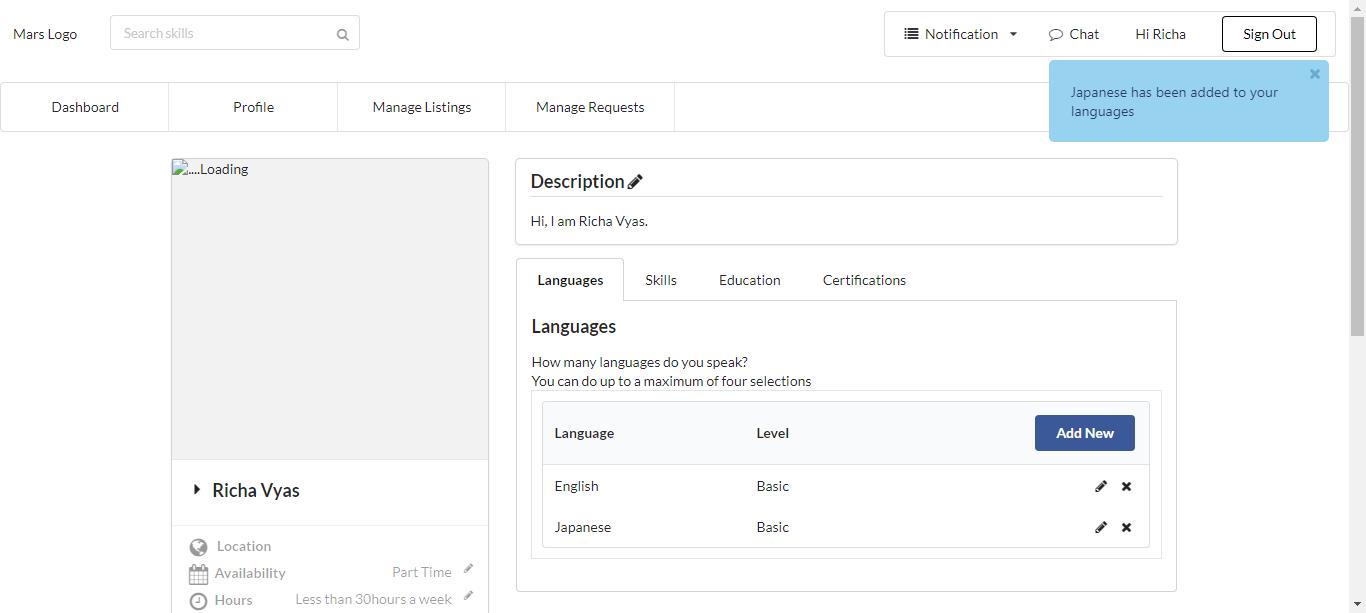 Mars Logo
Search skills
Notification
Chat
Hi Richa
Sign Out
Japanese has been added to your
languages
Dashboard
Profile
Manage Listings
Manage Requests
....Loading
Description
Hi, I am Richa Vyas.
Languages
Skills
Education
Certifications
Languages
How many languages do you speak?
You can do up to a maximum of four selections
Language
Level
Add New
English
Basic
Japanese
Basic
Richa Vyas
Location
Availability
Part Time
Hours
Less than 30hours a week